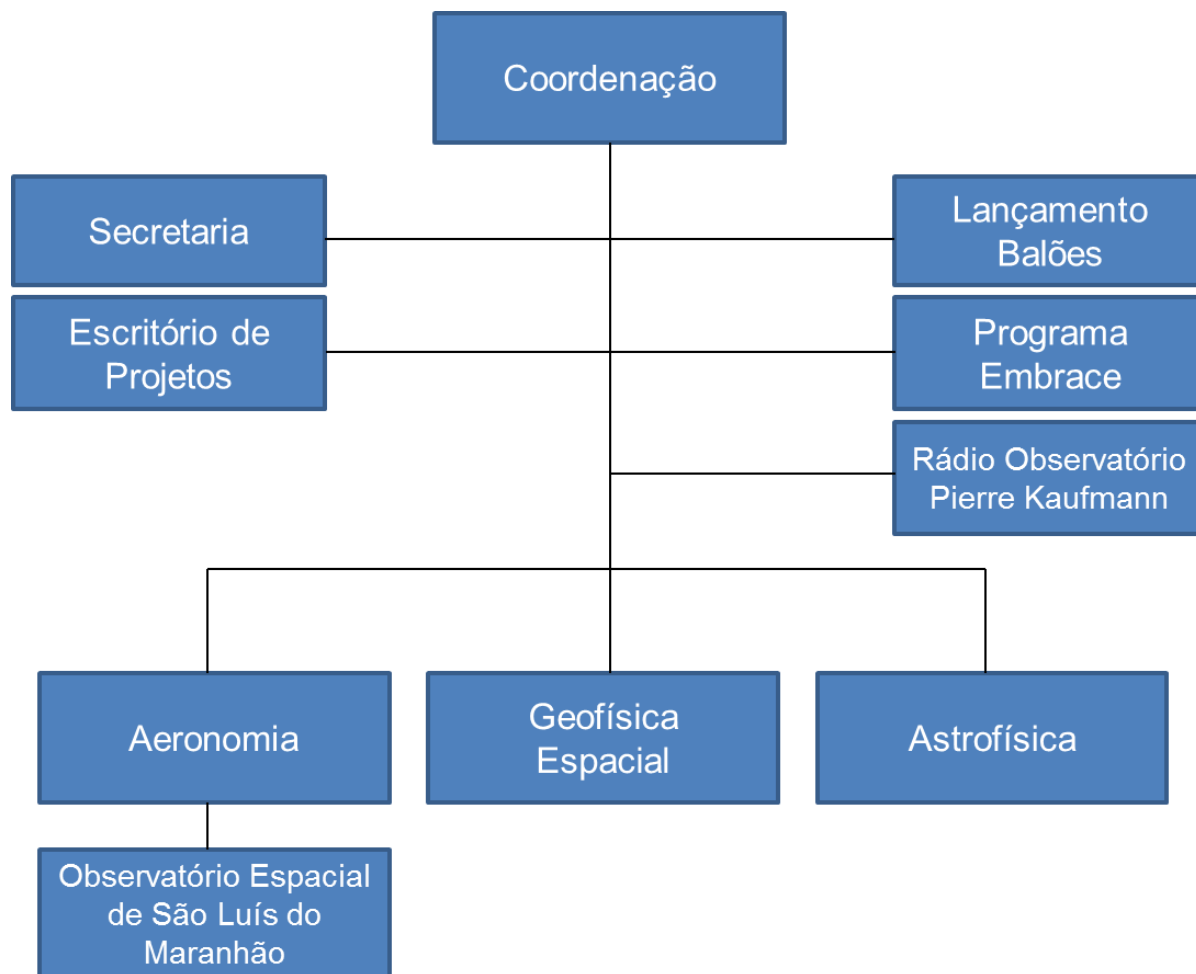 Coordenação
Secretaria
Lançamento
Balões
Escritório de
Projetos
Programa
Embrace
Rádio Observatório
Pierre Kaufmann
Aeronomia
Geofísica
Espacial
Astrofísica
Observatório Espacial
de São Luís do
Maranhão